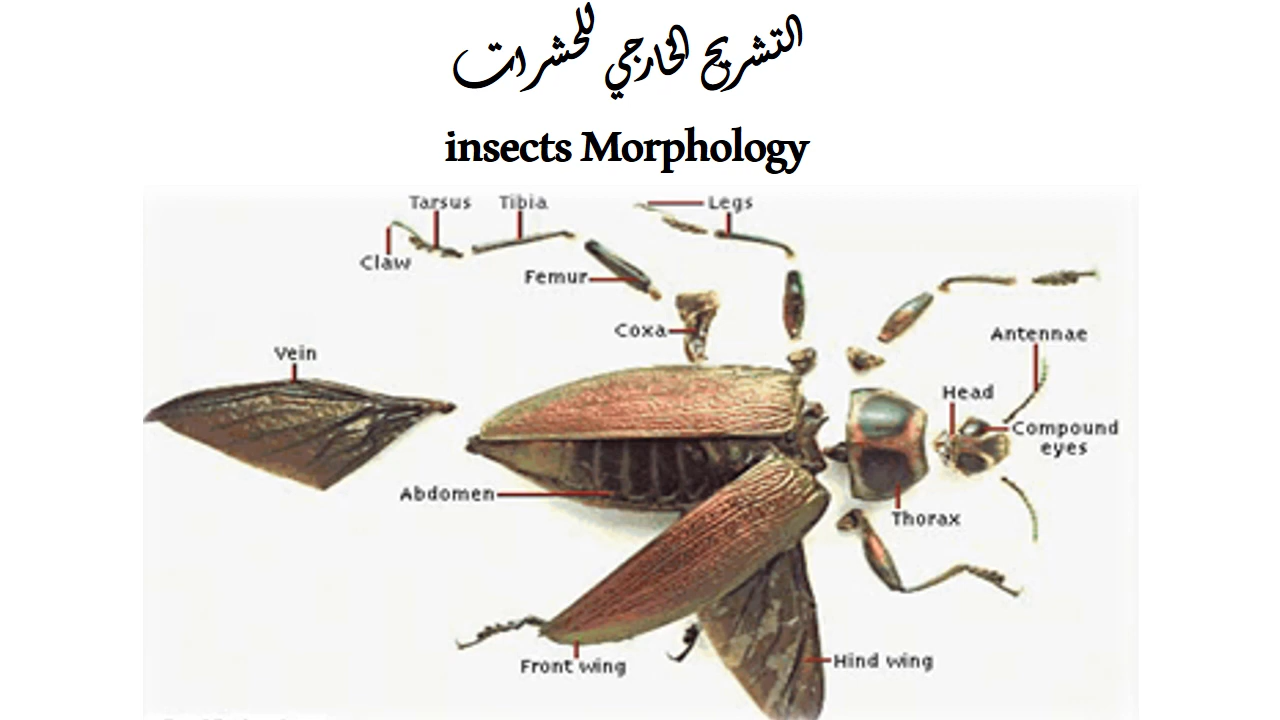 التشريح الخارجي للحشرات
insects Morphology
Tarsus
Tibia
Legs
Claw
Femur
Coxa
Antennae
Vein
Head
Compound
eyes
Abdomen
Thorax
Front wing
Hind wing